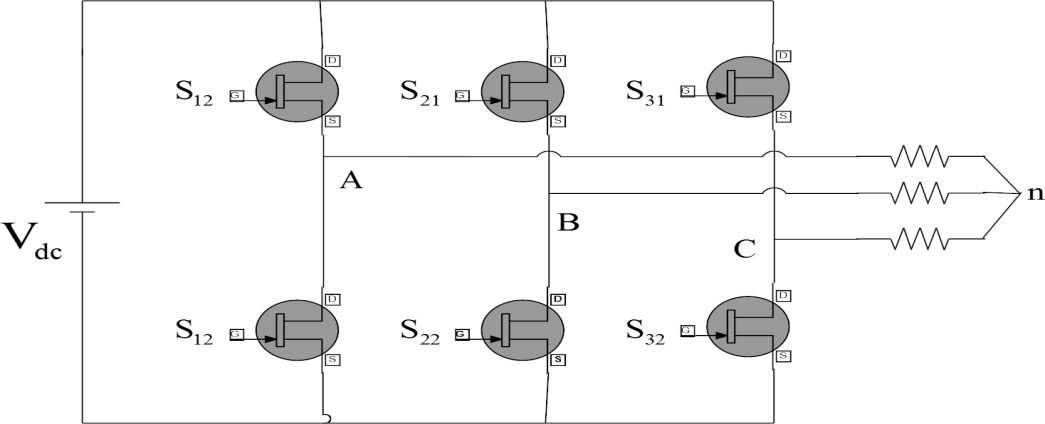 D D D
S12 G S21 G S31 G
S S S
A
B
n
C
Vdc
D D D
S12 G S22 G S32 G
S S S